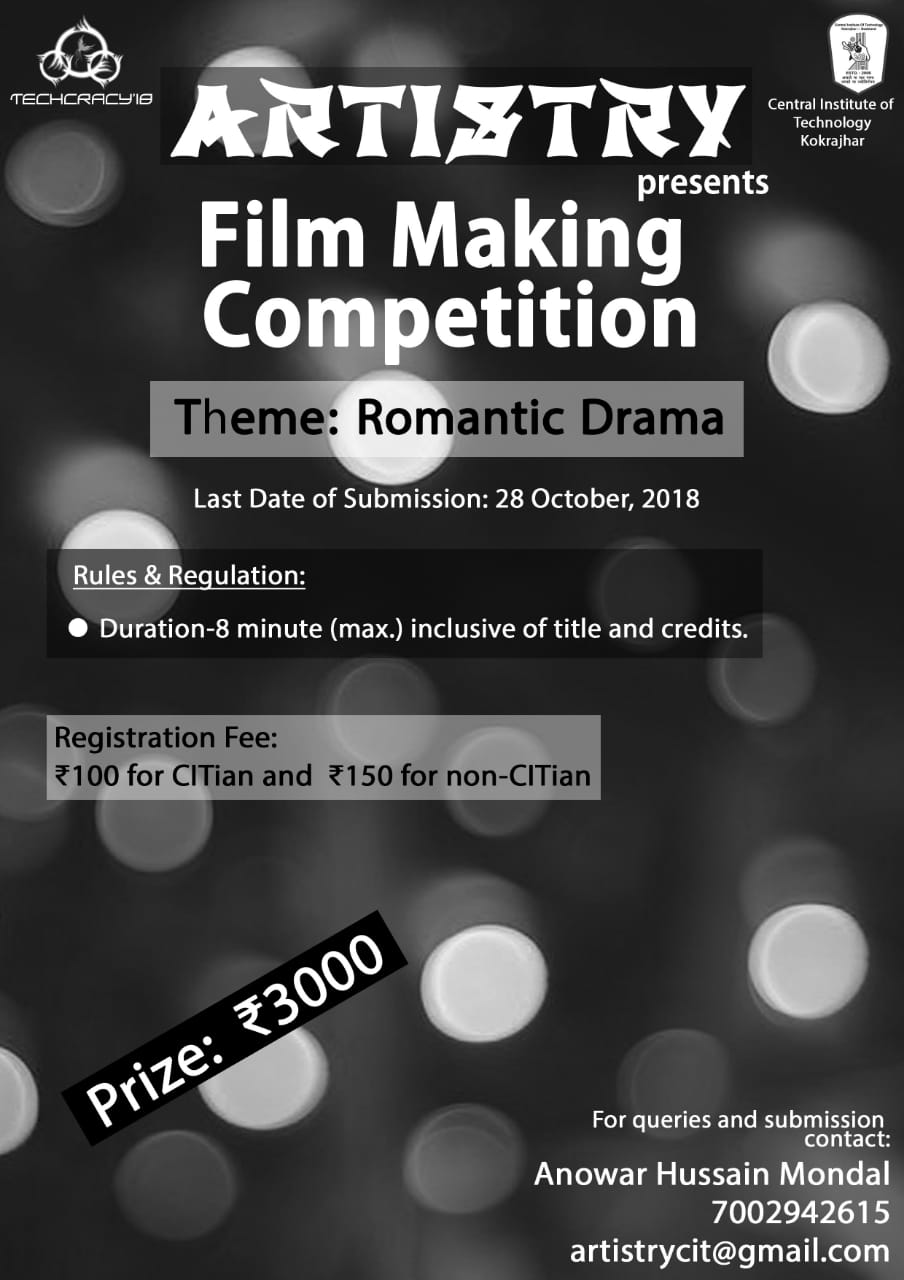 TECHCRACY'18
ARTISTRY
Central Institute of
Technology
Kokrajhar
presents
Film Making
Competition
Theme: Romantic Drama
Last Date of Submission: 28 October, 2018
Rules & Regulation:
● Duration-8 minute (max.) inclusive of title and credits.
Registration Fee:
₹100 for CITian and ₹150 for non-CITian
Prize: ₹3000
For queries and submission
contact:
Anowar Hussain Mondal
7002942615
artistrycit@gmail.com